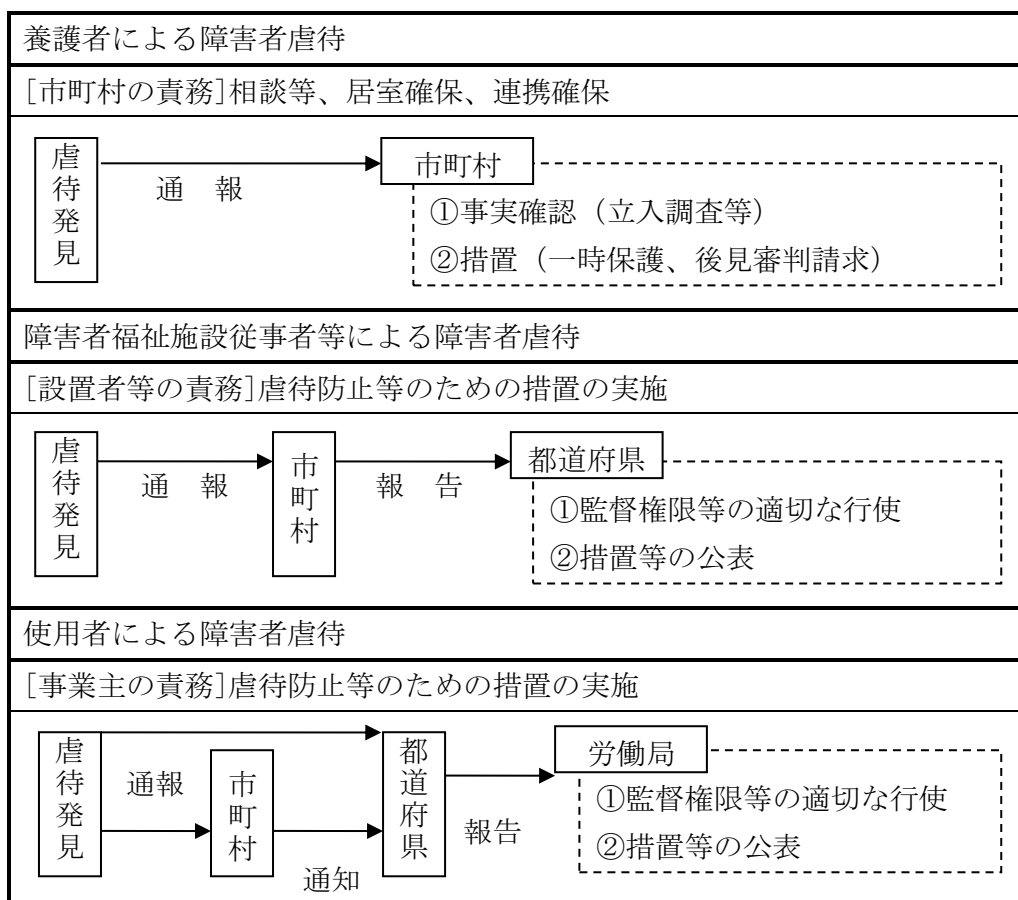 養護者による障害者虐待
[市町村の責務]相談等、居室確保、連携確保
虐待発見
通 報
市町村
①事実確認（立入調査等）
②措置（一時保護、後見審判請求）
障害者福祉施設従事者等による障害者虐待
[設置者等の責務]虐待防止等のための措置の実施
虐待発見
通 報
市町村
報 告
都道府県
①監督権限等の適切な行使
②措置等の公表
使用者による障害者虐待
[事業主の責務]虐待防止等のための措置の実施
虐待発見
通報
市町村
通知
都道府県
報告
労働局
①監督権限等の適切な行使
②措置等の公表